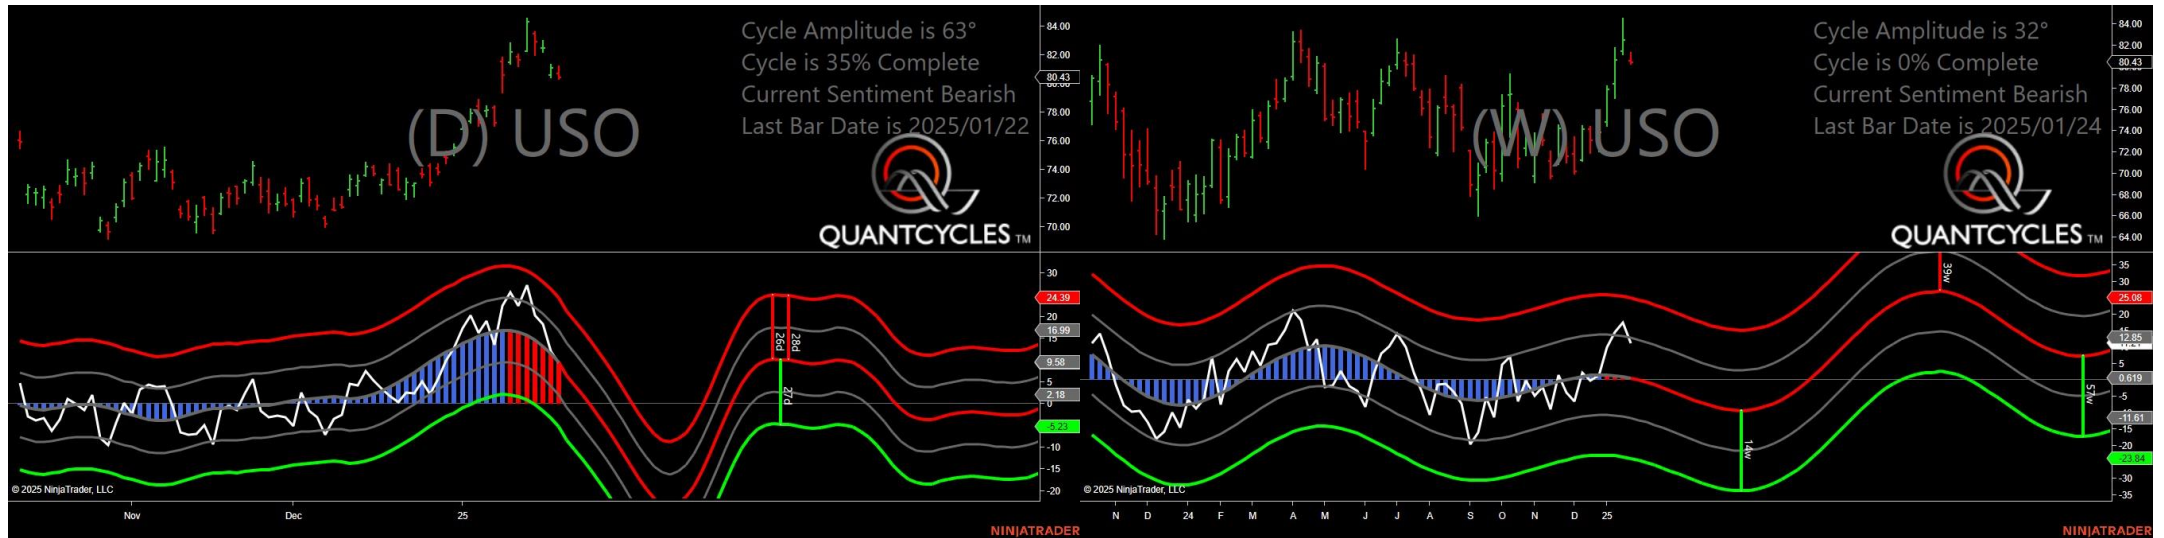 Cycle Amplitude is 63°
Cycle is 35% Complete
Current Sentiment Bearish
Last Bar Date is 2025/01/22
(D) USO
QUANTCYCLES TM
84.00
82.00
80.43
78.00
76.00
74.00
72.00
70.00
30
24.39
20
16.99
15
9.58
5
2.18
0
-5.23
-10
-15
-20
26d
28d
27d
© 2025 NinjaTrader, LLC
Nov
Dec
25
NINJATRADER
Cycle Amplitude is 32°
Cycle is 0% Complete
Current Sentiment Bearish
Last Bar Date is 2025/01/24
(W) USO
QUANTCYCLES TM
84.00
82.00
80.43
78.00
76.00
74.00
72.00
70.00
68.00
66.00
64.00
35
30
25.08
20
12.85
5
0.619
-5
-11.61
-15
-20
-23.84
-30
-35
39w
14w
57w
© 2025 NinjaTrader, LLC
N D 24 F M A M J J A S O N D 25
NINJATRADER